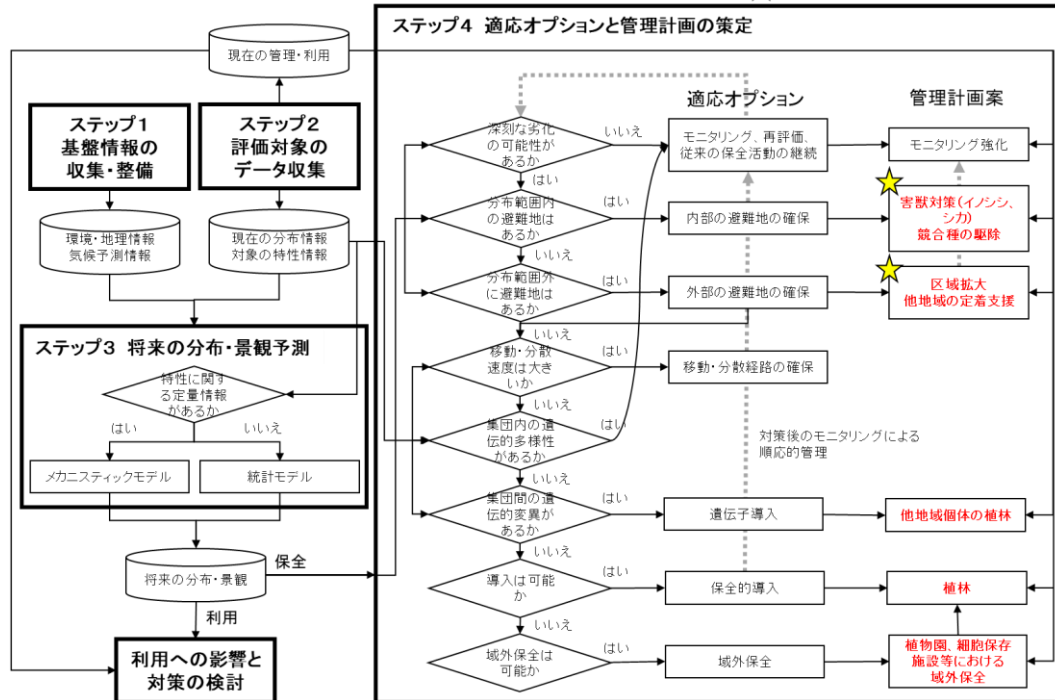 ステップ4 適応オプションと管理計画の策定
現在の管理・利用
ステップ1
基盤情報の
収集・整備
ステップ2
評価対象の
データ収集
環境・地理情報
気候予測情報
現在の分布情報
対象の特性情報
ステップ3 将来の分布・景観予測
特性に関す
る定量情報
があるか
はい
いいえ
メカニスティックモデル
統計モデル
将来の分布・景観
保全
利用
利用への影響と
対策の検討
適応オプション
管理計画案
深刻な劣化
の可能性が
あるか
いいえ
モニタリング、再評価、
従来の保全活動の継続
モニタリング強化
はい
分布範囲内
の避難地は
あるか
はい
内部の避難地の確保
害獣対策(イノシシ、
シカ)
競合種の駆除
いいえ
分布範囲外
に避難地は
あるか
はい
外部の避難地の確保
区域拡大
他地域の定着支援
いいえ
移動・分散
速度は大き
いか
はい
移動・分散経路の確保
いいえ
集団内の遺
伝的多様性
があるか
はい
対策後のモニタリングによる
順応的管理
いいえ
集団間の遺
伝的変異が
あるか
はい
遺伝子導入
他地域個体の植林
いいえ
導入は可能
か
はい
保全的導入
植林
いいえ
域外保全は
可能か
はい
域外保全
植物園、細胞保存
施設等における
域外保全